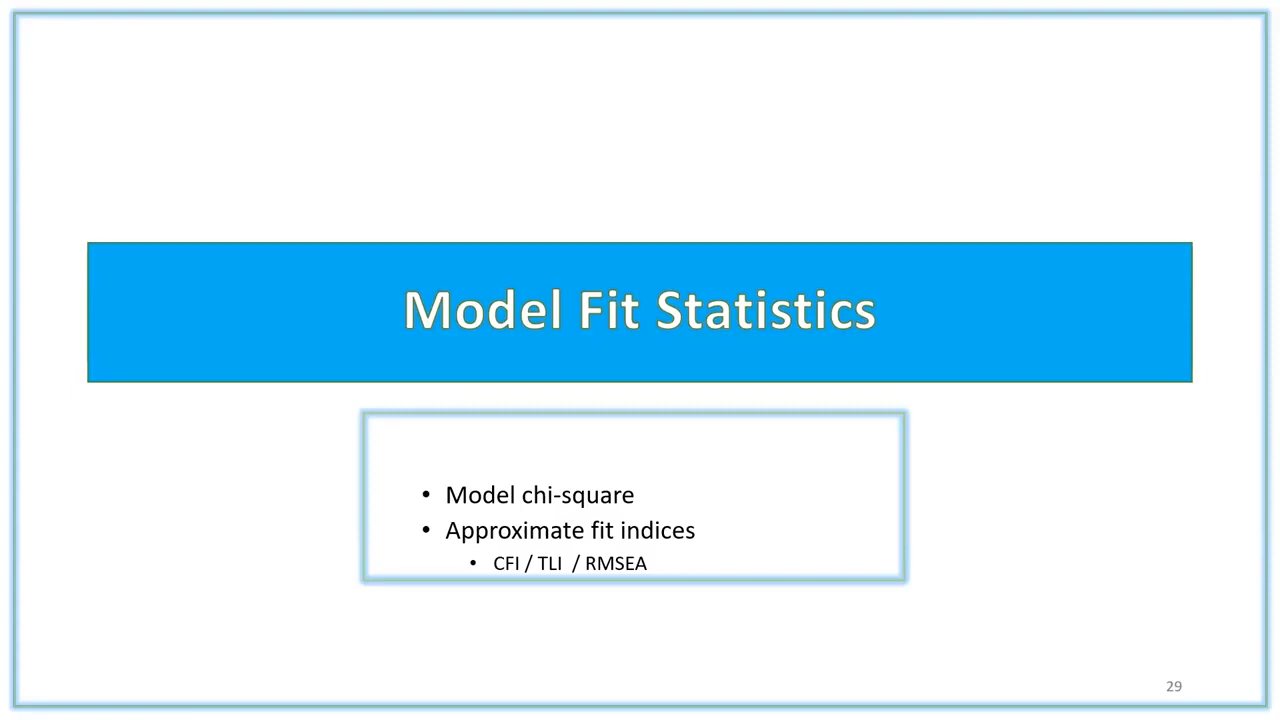 Model Fit Statistics
• Model chi-square
• Approximate fit indices
• CFI / TLI / RMSEA
29